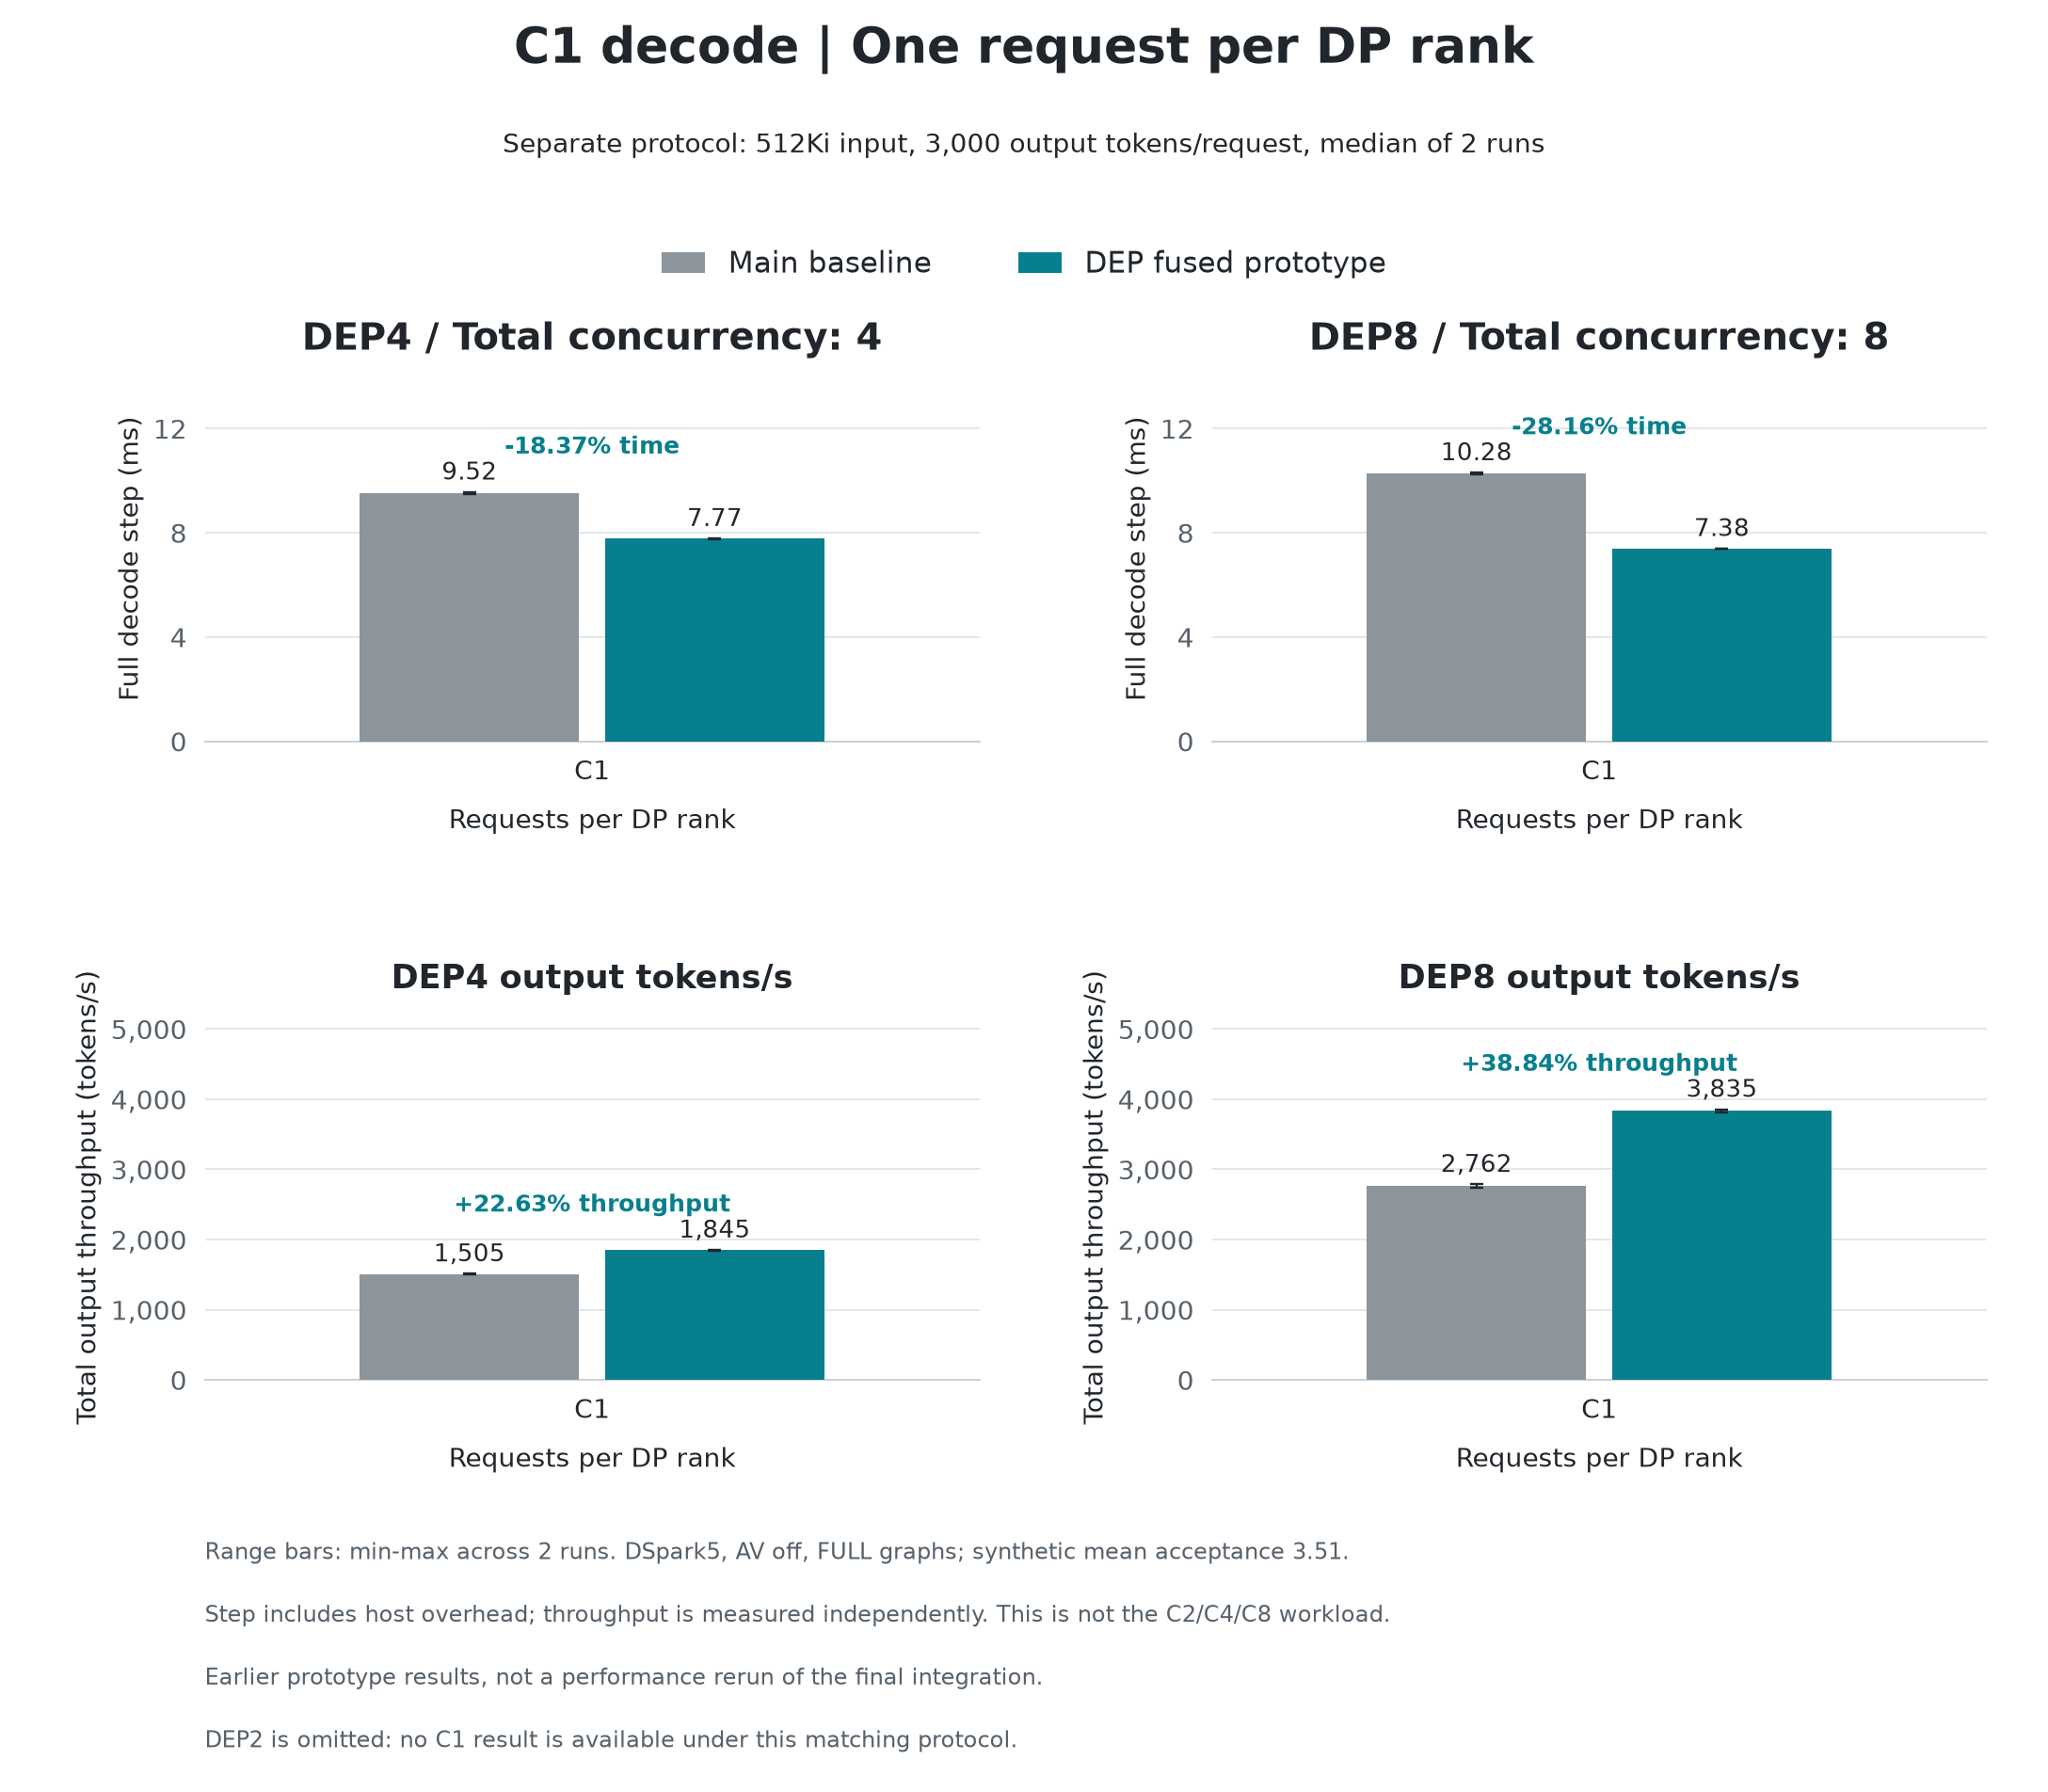 C1 decode | One request per DP rank
Separate protocol: 512Ki input, 3,000 output tokens/request, median of 2 runs
Main baseline
DEP fused prototype
DEP4 / Total concurrency: 4
Full decode step (ms)
12
8
4
0
-18.37% time
9.52
7.77
C1
Requests per DP rank
DEP8 / Total concurrency: 8
Full decode step (ms)
12
8
4
0
-28.16% time
10.28
7.38
C1
Requests per DP rank
DEP4 output tokens/s
Total output throughput (tokens/s)
5,000
4,000
3,000
2,000
1,000
0
+22.63% throughput
1,505
1,845
C1
Requests per DP rank
DEP8 output tokens/s
Total output throughput (tokens/s)
5,000
4,000
3,000
2,000
1,000
0
+38.84% throughput
2,762
3,835
C1
Requests per DP rank
Range bars: min-max across 2 runs. DSpark5, AV off, FULL graphs; synthetic mean acceptance 3.51.
Step includes host overhead; throughput is measured independently. This is not the C2/C4/C8 workload.
Earlier prototype results, not a performance rerun of the final integration.
DEP2 is omitted: no C1 result is available under this matching protocol.